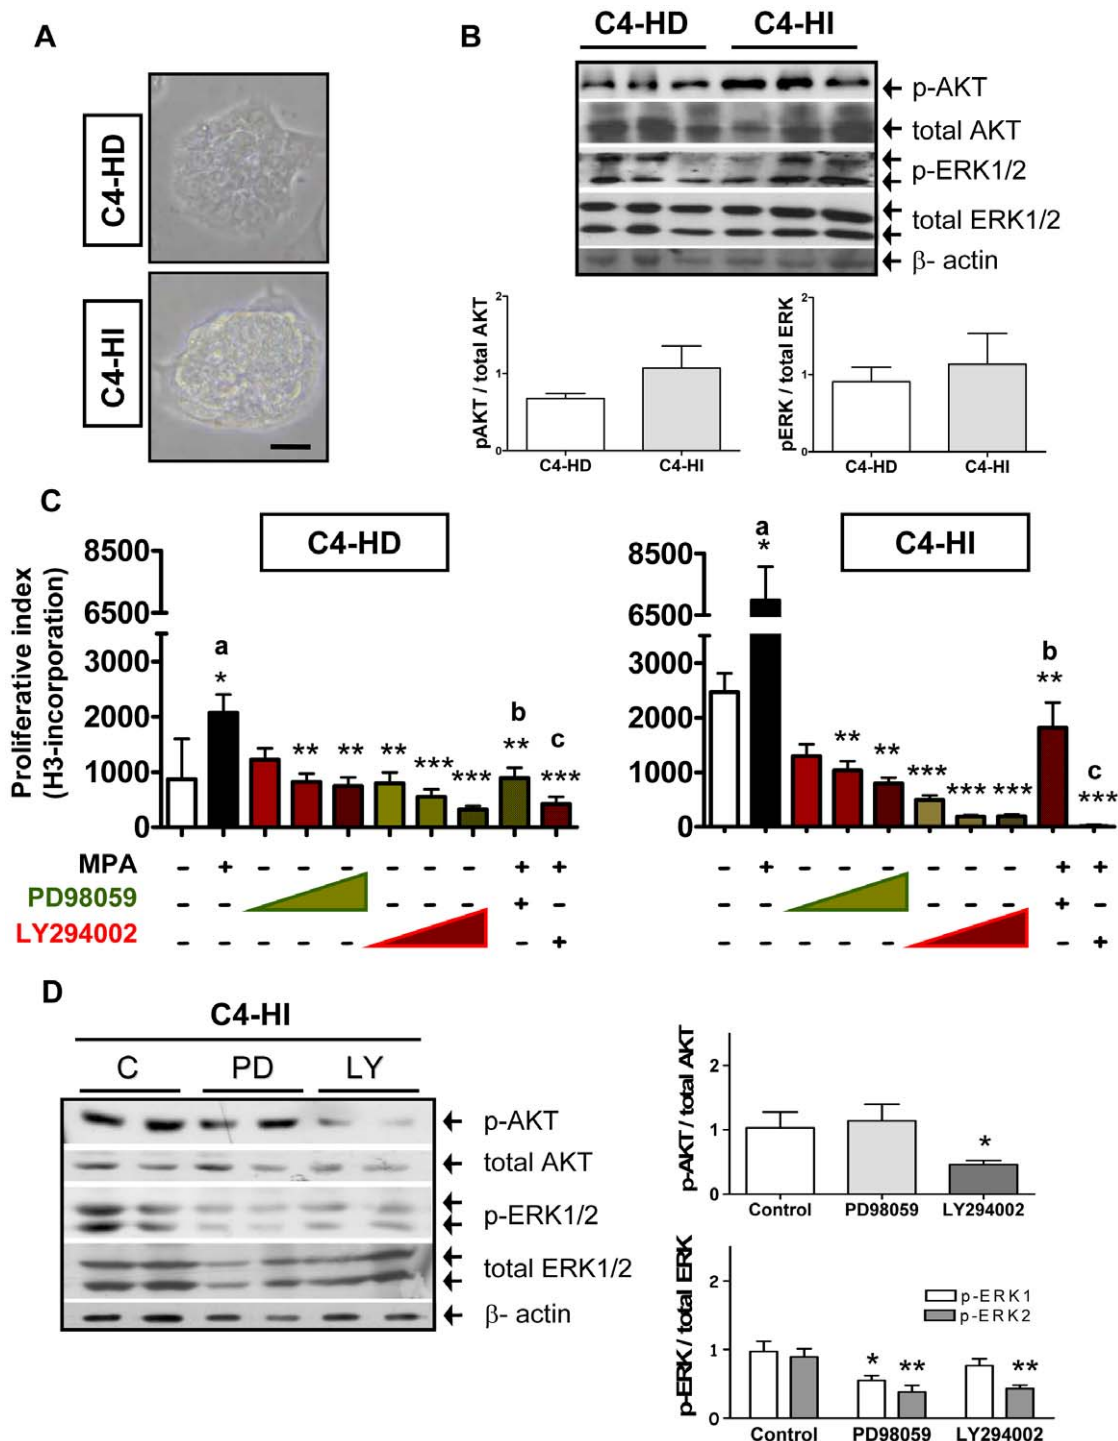 A
C4-HD
C4-HI
B
C4-HD C4-HI
p-AKT
total AKT
p-ERK1/2
total ERK1/2
β- actin
pAKT / total AKT
2
1
0
C4-HD C4-HI
pERK / total ERK
2
1
0
C4-HD C4-HI
C
Proliferative index
(H3-incorporation)
C4-HD
8500
6500
3000
2000
1000
0
a
*
** ** ** *** ***
b
**
c
***
C4-HI
8500
6500
3000
2000
1000
0
a
*
** ** *** *** ***
b
**
c
***
MPA - + - - - - - - + + - + - - - - - - + +
PD98059 - - - - - + - - - - - - + -
LY294002 - - - - - - + - - - - - - +
D
C4-HI
C PD LY
p-AKT
total AKT
p-ERK1/2
total ERK1/2
β- actin
p-AKT / total AKT
2
1
0
*
Control PD98059 LY294002
p-ERK / total ERK
2
1
0
p-ERK1
p-ERK2
* ** **
Control PD98059 LY294002